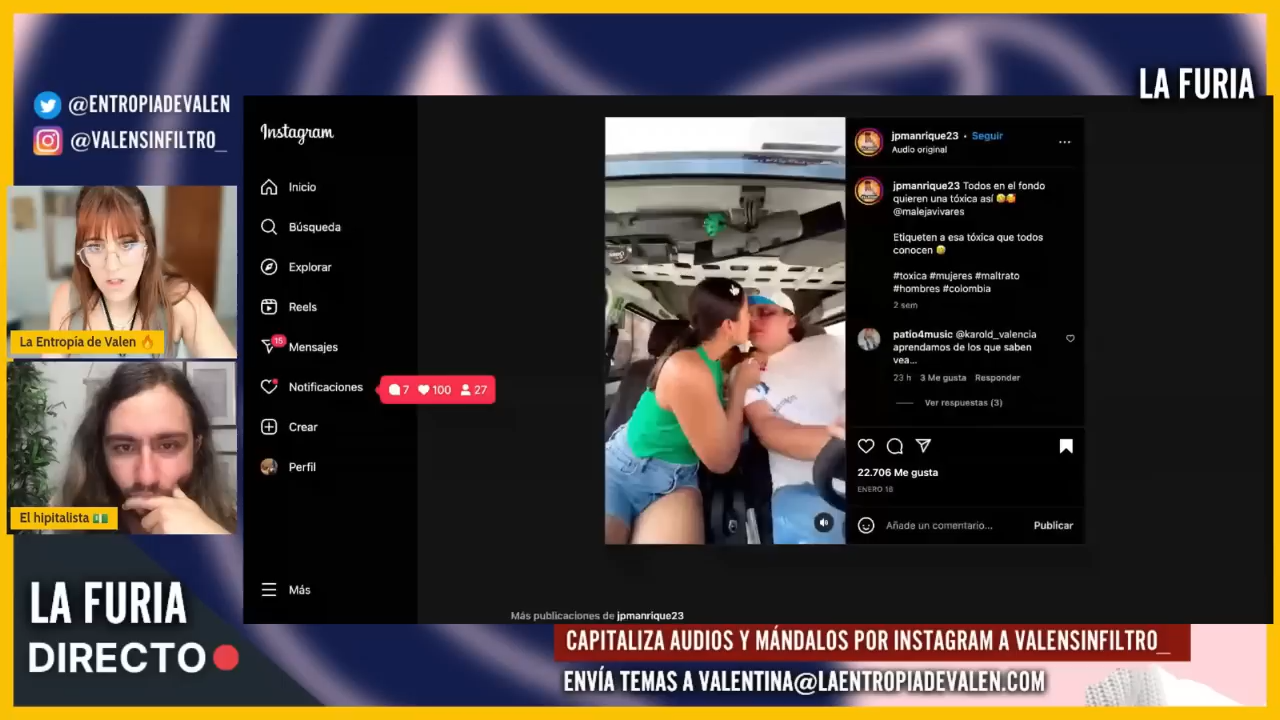 LA FURIA
@ENTROPIADEVALEN
@VALENSINFILTRO_
Instagram
Inicio
Búsqueda
Explorar
Reels
15
Mensajes
Notificaciones
7 100 27
Crear
Perfil
Más
jpmanrique23 • Seguir
Audio original
jpmanrique23 Todos en el fondo
quieren una tóxica así
@malejavivares
Etiqueten a esa tóxica que todos
conocen
#toxica #mujeres #maltrato
#hombres #colombia
2 sem
patio4music @karold_valencia
aprendamos de los que saben
vea...
23 h 3 Me gusta Responder
Ver respuestas (3)
22.706 Me gusta
ENERO 16
Añade un comentario... Publicar
Más publicaciones de jpmanrique23
La Entropía de Valen
El hipitalista
LA FURIA
DIRECTO
CAPITALIZA AUDIOS Y MÁNDALOS POR INSTAGRAM A VALENSINFILTRO_
ENVÍA TEMAS A VALENTINA@LAENTROPIADEVALEN.COM